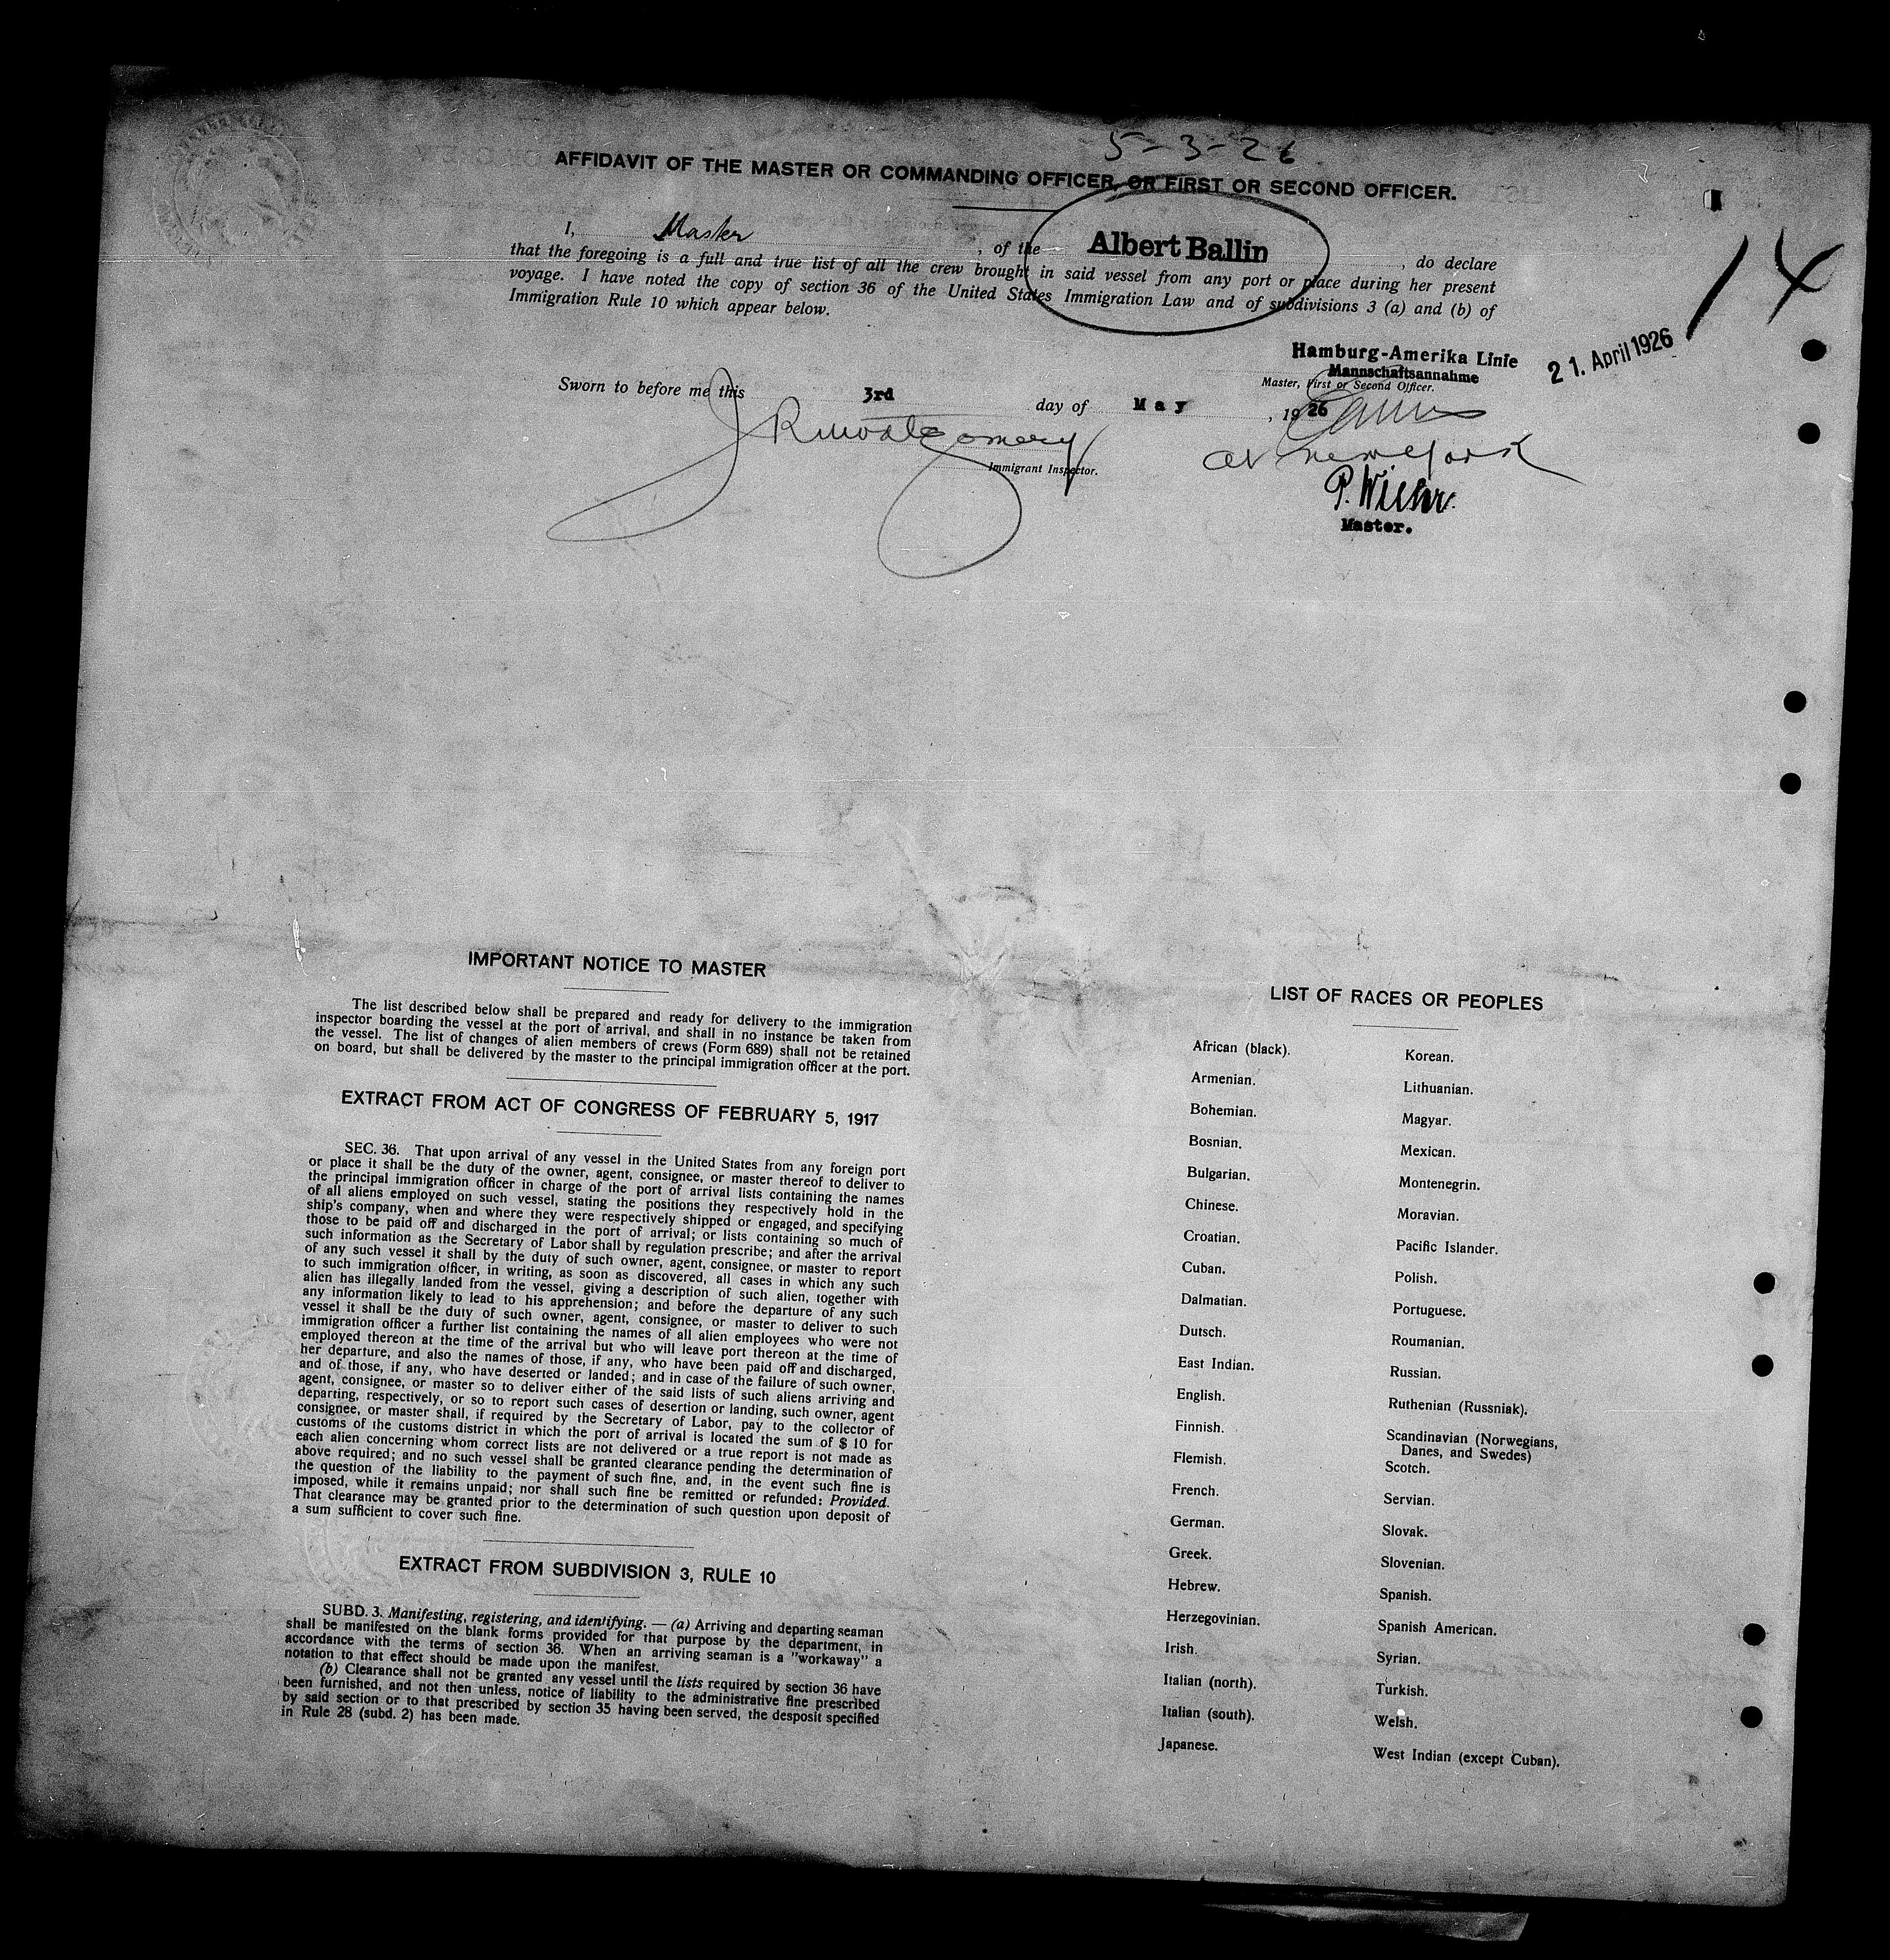 5-3-26
AFFIDAVIT OF THE MASTER OR COMMANDING OFFICER, OR FIRST OR SECOND OFFICER.
I, Master, of the Albert Ballin, do declare
that the foregoing is a full and true list of all the crew brought in said vessel from any port or place during her present
voyage. I have noted the copy of section 36 of the United States Immigration Law and of subdivisions 3 (a) and (b) of
Immigration Rule 10 which appear below.
14
Hamburg-Amerika Linie
21. April 1926
Mannschaftsannahme
Master, First or Second Officer.
Sworn to before me this 3rd day of May, 1926
J R Montgomery
at New York
Immigrant Inspector.
P.
Master.
IMPORTANT NOTICE TO MASTER
The list described below shall be prepared and ready for delivery to the immigration
inspector boarding the vessel at the port of arrival, and shall in no instance be taken from
the vessel. The list of changes of alien members of crews (Form 689) shall not be retained
on board, but shall be delivered by the master to the principal immigration officer at the port.
EXTRACT FROM ACT OF CONGRESS OF FEBRUARY 5, 1917
SEC. 36. That upon arrival of any vessel in the United States from any foreign port
or place it shall be the duty of the owner, agent, consignee, or master thereof to deliver to
the principal immigration officer in charge of the port of arrival lists containing the names
of all aliens employed on such vessel, stating the positions they respectively hold in the
ship's company, when and where they were respectively shipped or engaged, and specifying
those to be paid off and discharged in the port of arrival; or lists containing so much of
such information as the Secretary of Labor shall by regulation prescribe; and after the arrival
of any such vessel it shall by the duty of such owner, agent, consignee, or master to report
to such immigration officer, in writing, as soon as discovered, all cases in which any such
alien has illegally landed from the vessel, giving a description of such alien, together with
any information likely to lead to his apprehension; and before the departure of any such
vessel it shall be the duty of such owner, agent, consignee, or master to deliver to such
immigration officer a further list containing the names of all alien employees who were not
employed thereon at the time of the arrival but who will leave port thereon at the time of
her departure, and also the names of those, if any, who have been paid off and discharged,
and of those, if any, who have deserted or landed; and in case of the failure of such owner,
agent, consignee, or master so to deliver either of the said lists of such aliens arriving and
departing, respectively, or so to report such cases of desertion or landing, such owner, agent
consignee, or master shall, if required by the Secretary of Labor, pay to the collector of
customs of the customs district in which the port of arrival is located the sum of $ 10 for
each alien concerning whom correct lists are not delivered or a true report is not made as
above required; and no such vessel shall be granted clearance pending the determination of
the question of the liability to the payment of such fine, and, in the event such fine is
imposed, while it remains unpaid; nor shall such fine be remitted or refunded: Provided.
That clearance may be granted prior to the determination of such question upon deposit of
a sum sufficient to cover such fine.
EXTRACT FROM SUBDIVISION 3, RULE 10
SUBD. 3. Manifesting, registering, and identifying. — (a) Arriving and departing seaman
shall be manifested on the blank forms provided for that purpose by the department, in
accordance with the terms of section 36. When an arriving seaman is a "workaway" a
notation to that effect should be made upon the manifest,
(b) Clearance shall not be granted any vessel until the lists required by section 36 have
been furnished, and not then unless, notice of liability to the administrative fine prescribed
by said section or to that prescribed by section 35 having been served, the desposit specified
in Rule 28 (subd. 2) has been made.
LIST OF RACES OR PEOPLES
African (black).
Armenian.
Bohemian.
Bosnian.
Bulgarian.
Chinese.
Croatian.
Cuban.
Dalmatian.
Dutsch.
East Indian.
English.
Finnish.
Flemish.
French.
German.
Greek.
Hebrew.
Herzegovinian.
Irish.
Italian (north).
Italian (south).
Japanese.
Korean.
Lithuanian.
Magyar.
Mexican.
Montenegrin.
Moravian.
Pacific Islander.
Polish.
Portuguese.
Roumanian.
Russian.
Ruthenian (Russniak).
Scandinavian (Norwegians,
Danes, and Swedes)
Scotch.
Servian.
Slovak.
Slovenian.
Spanish.
Spanish American.
Syrian.
Turkish.
Welsh.
West Indian (except Cuban).